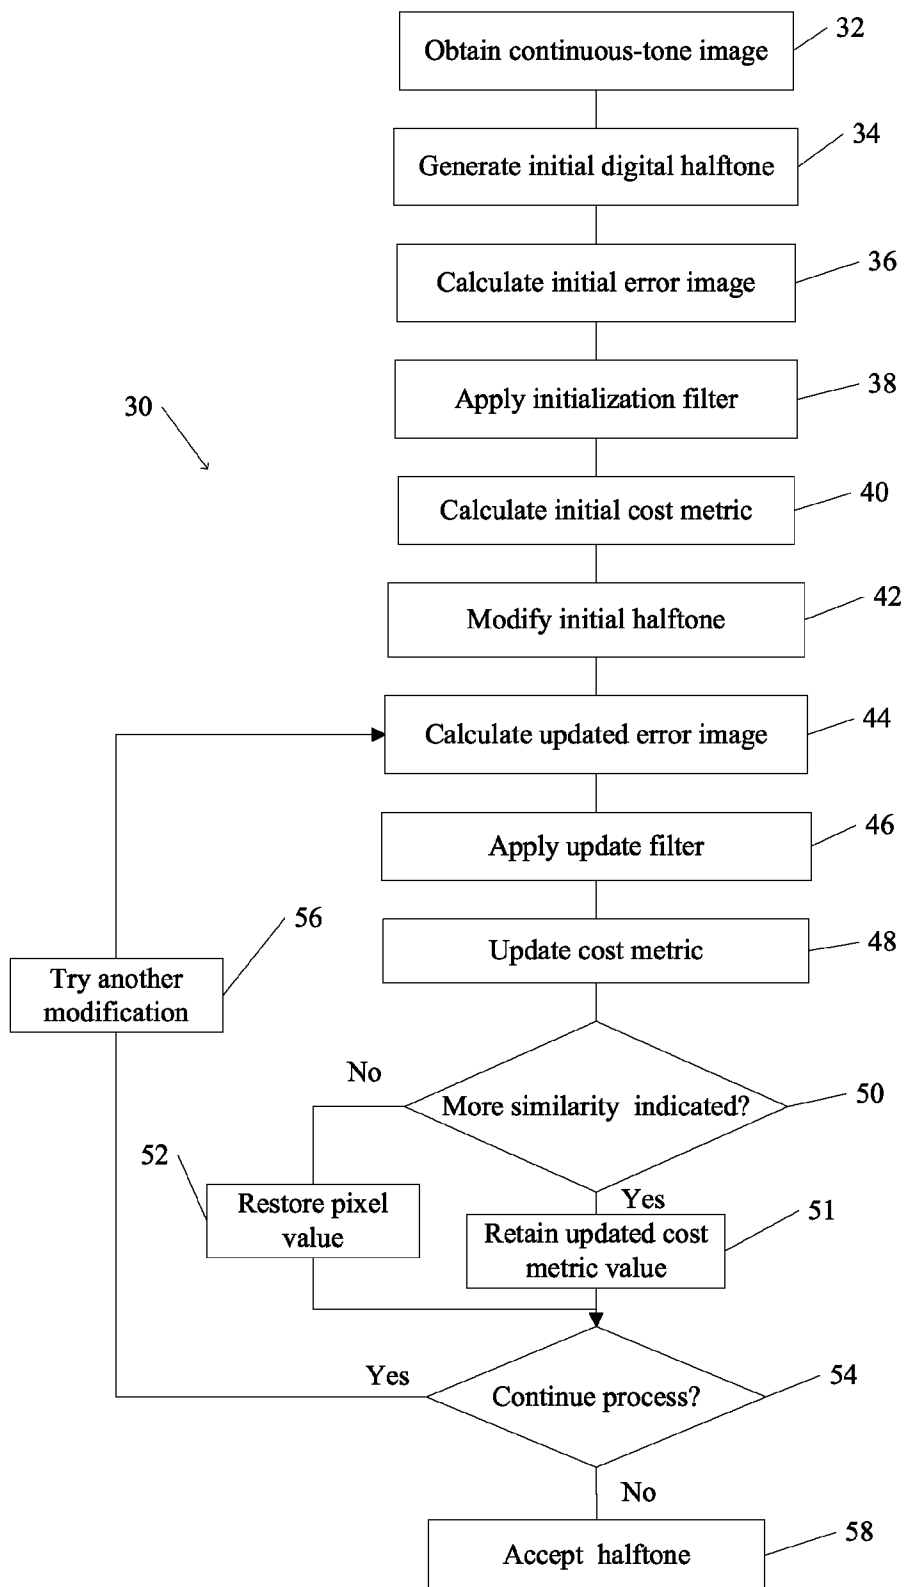 Obtain continuous-tone image
32
Generate initial digital halftone
34
Calculate initial error image
36
Apply initialization filter
38
30
Calculate initial cost metric
40
Modify initial halftone
42
Calculate updated error image
44
Apply update filter
46
Update cost metric
48
56
Try another
modification
No
More similarity indicated?
50
52
Restore pixel
value
Yes
Retain updated cost
metric value
51
Yes
Continue process?
54
No
Accept halftone
58